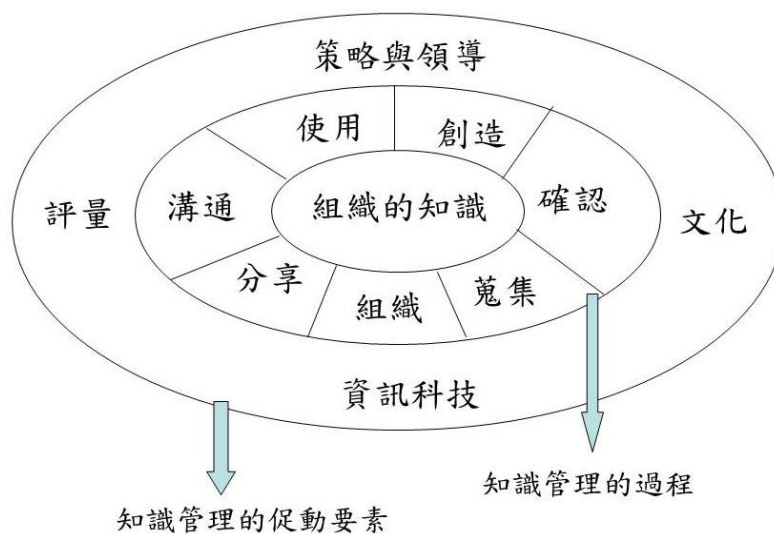 策略與領導
使用
創造
評量
溝通
組織的知識
確認
文化
分享
組織
蒐集
資訊科技
知識管理的過程
知識管理的促動要素